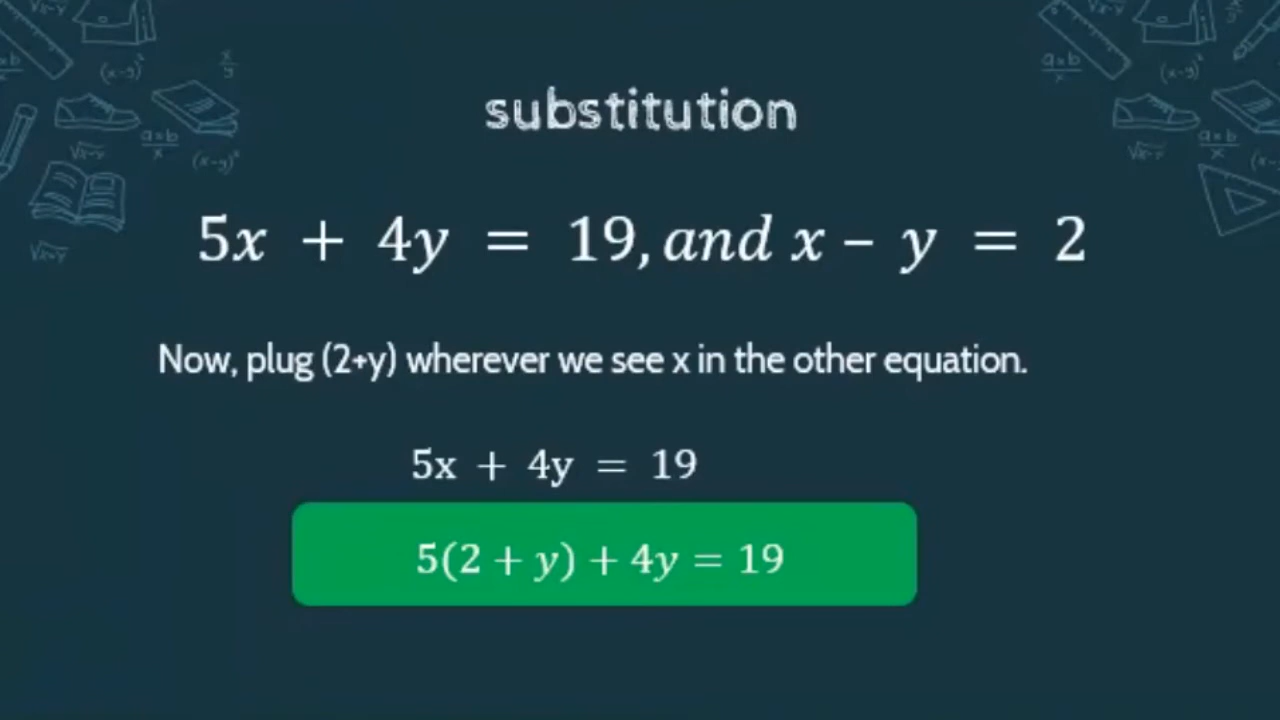 substitution
5x + 4y = 19, and x – y = 2
Now, plug (2+y) wherever we see x in the other equation.
5x + 4y = 19
5(2 + y) + 4y = 19